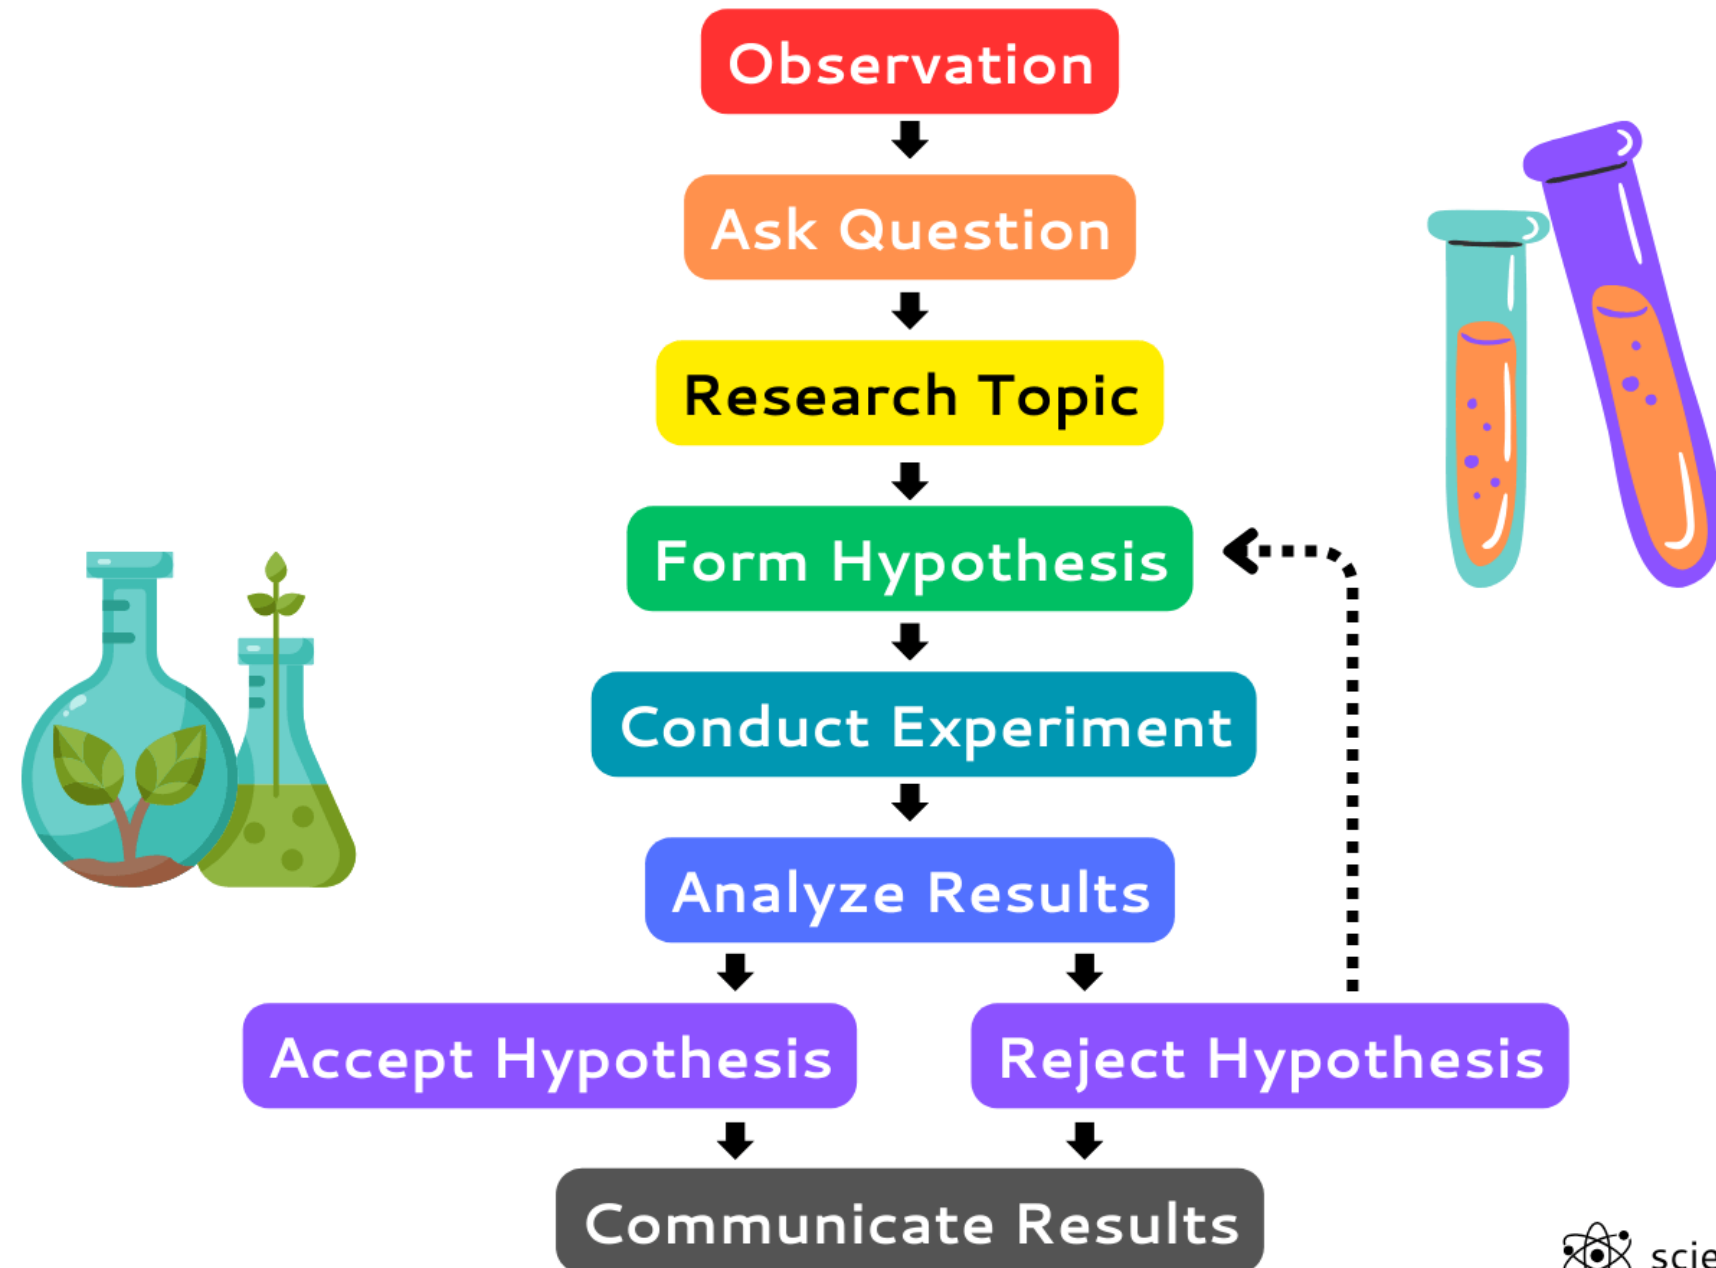 Observation
Ask Question
Research Topic
Form Hypothesis
Conduct Experiment
Analyze Results
Accept Hypothesis
Reject Hypothesis
Communicate Results